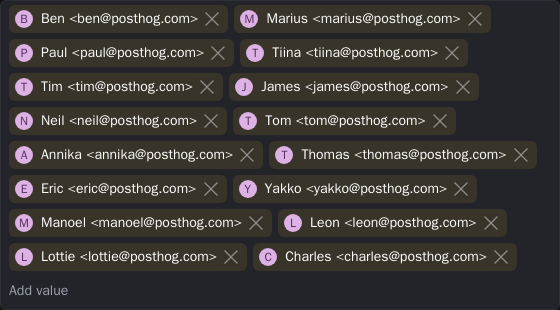 B Ben <ben@posthog.com> M Marius <marius@posthog.com>
P Paul <paul@posthog.com> T Tiina <tiina@posthog.com>
T Tim <tim@posthog.com> J James <james@posthog.com>
N Neil <neil@posthog.com> T Tom <tom@posthog.com>
A Annika <annika@posthog.com> T Thomas <thomas@posthog.com>
E Eric <eric@posthog.com> Y Yakko <yakko@posthog.com>
M Manoel <manoel@posthog.com> L Leon <leon@posthog.com>
L Lottie <lottie@posthog.com> C Charles <charles@posthog.com>
Add value